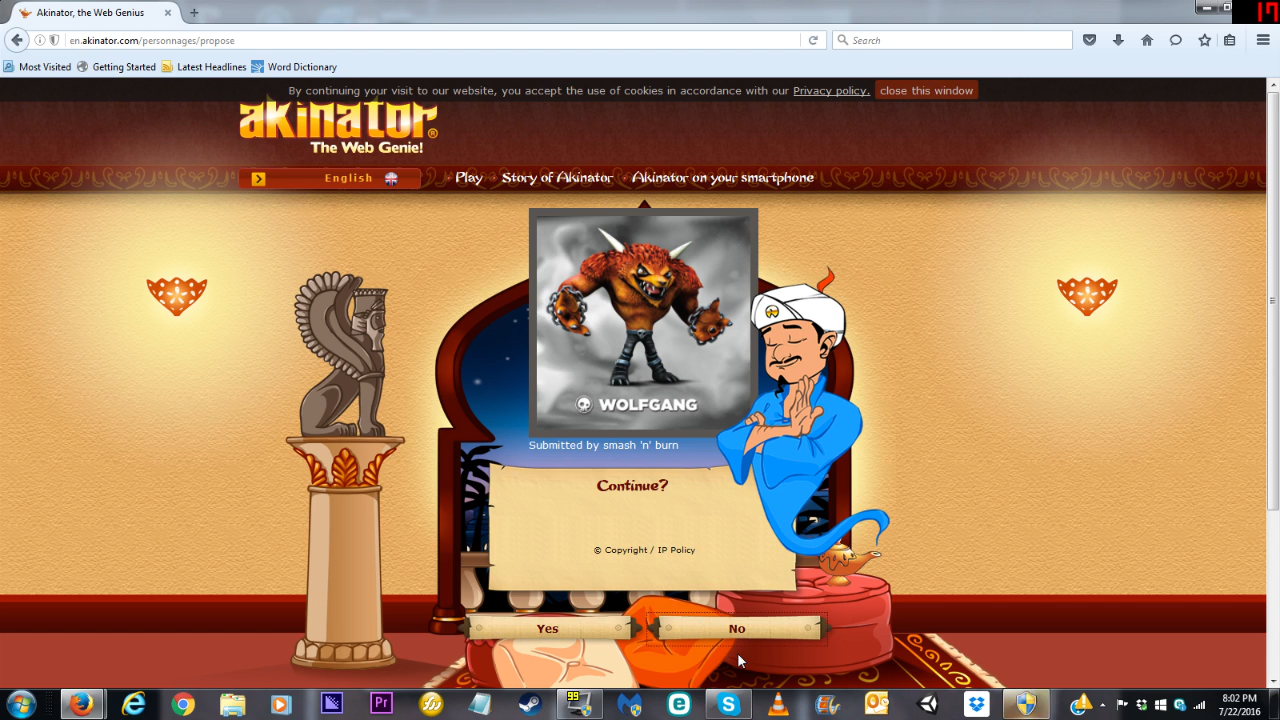 Akinator, the Web Genius
17
en.akinator.com/personnages/propose
Search
Most Visited Getting Started Latest Headlines Word Dictionary
By continuing your visit to our website, you accept the use of cookies in accordance with our Privacy policy. close this window
akinator®
The Web Genie!
English Play Story of Akinator Akinator on your smartphone
WOLFGANG
Submitted by smash 'n' burn
Continue?
© Copyright / IP Policy
Yes No
Pr
99
8:02 PM
7/22/2016